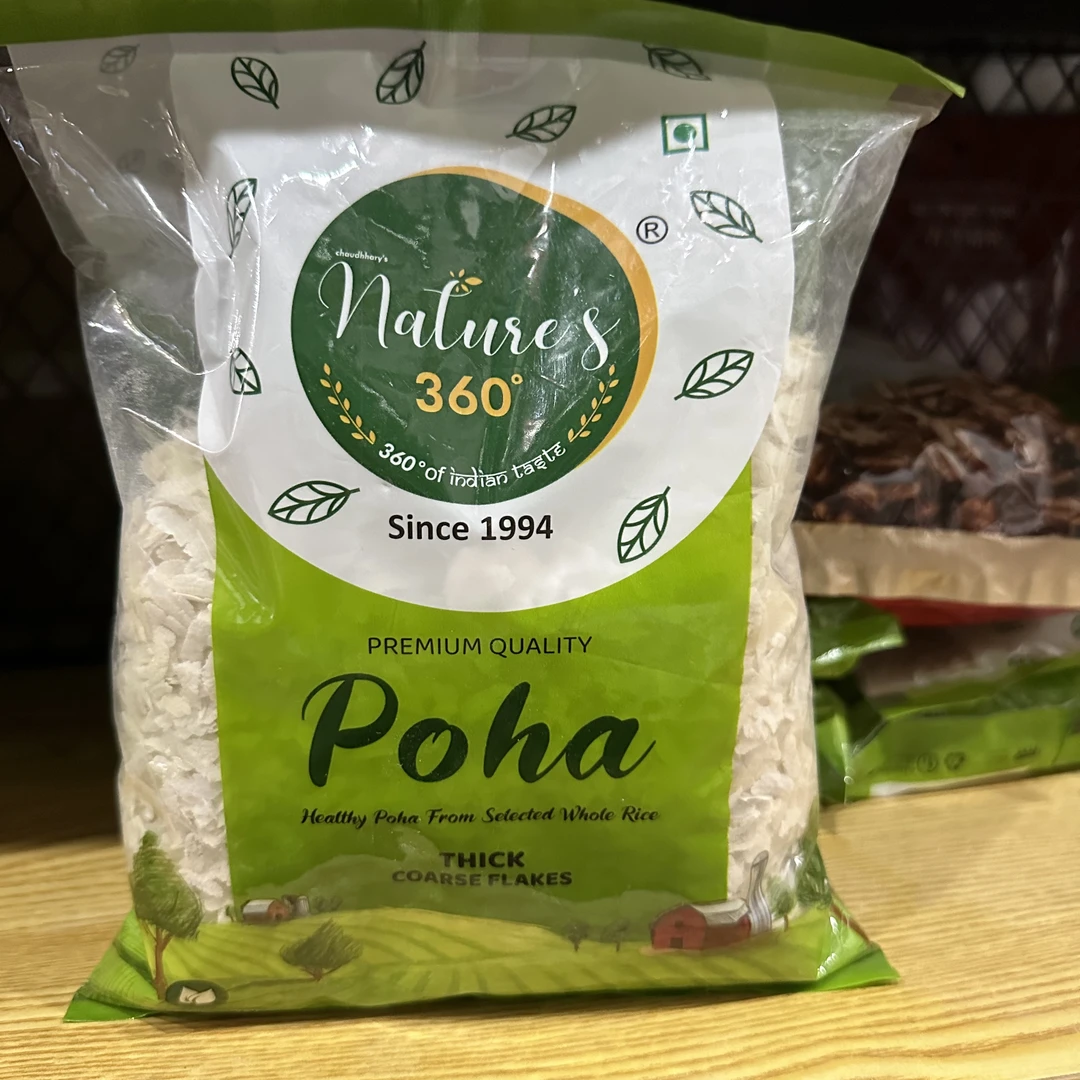 ®
chaudhhary's
Nature's
360°
360° of indian taste
Since 1994
PREMIUM QUALITY
Poha
Healthy Poha From Selected Whole Rice
THICK
COARSE FLAKES